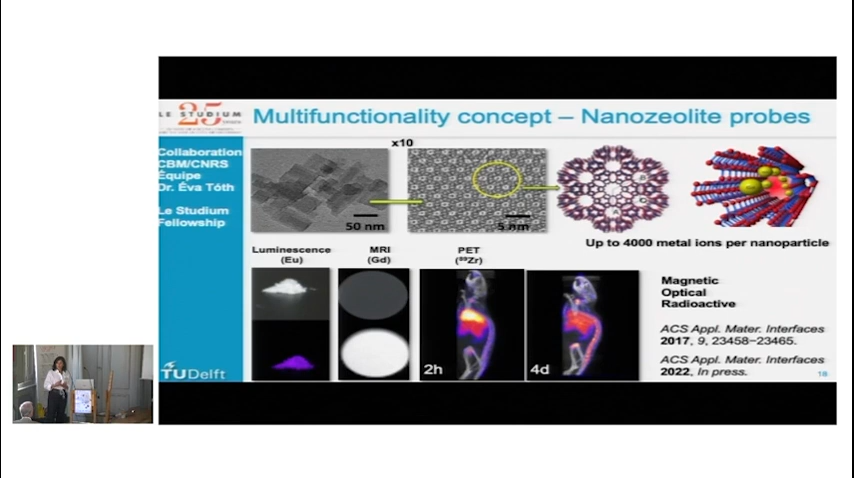 LE STUDIUM
25
Multifunctionality concept – Nanozeolite probes
Collaboration
CBM/CNRS
Équipe
Dr. Éva Tóth
Le Studium
Fellowship
x10
50 nm
5 nm
Up to 4000 metal ions per nanoparticle
Luminescence
(Eu)
MRI
(Gd)
PET
(⁸⁹Zr)
2h
4d
Magnetic
Optical
Radioactive
ACS Appl. Mater. Interfaces
2017, 9, 23458−23465.
ACS Appl. Mater. Interfaces
2022, In press.
TUDelft
18